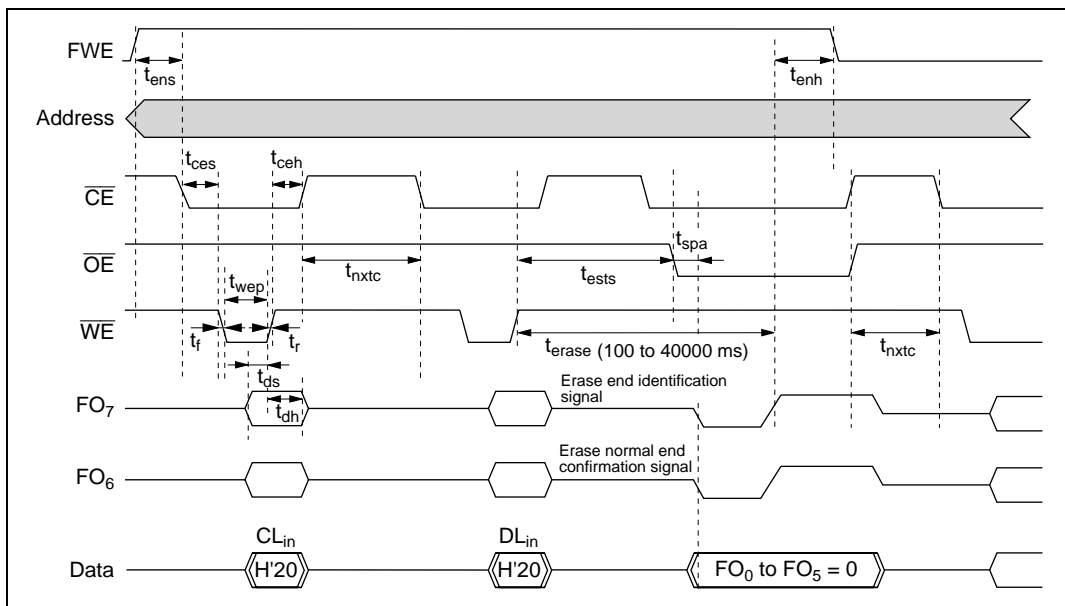 FWE
tens
tenh
Address
tces
tceh
CE
OE
tspa
twep
tnxtc
tests
WE
tf
tr
terase (100 to 40000 ms)
tnxtc
tds
Erase end identification
signal
FO7
tdh
Erase normal end
confirmation signal
FO6
CLin
DLin
Data
H'20
H'20
FO0 to FO5 = 0